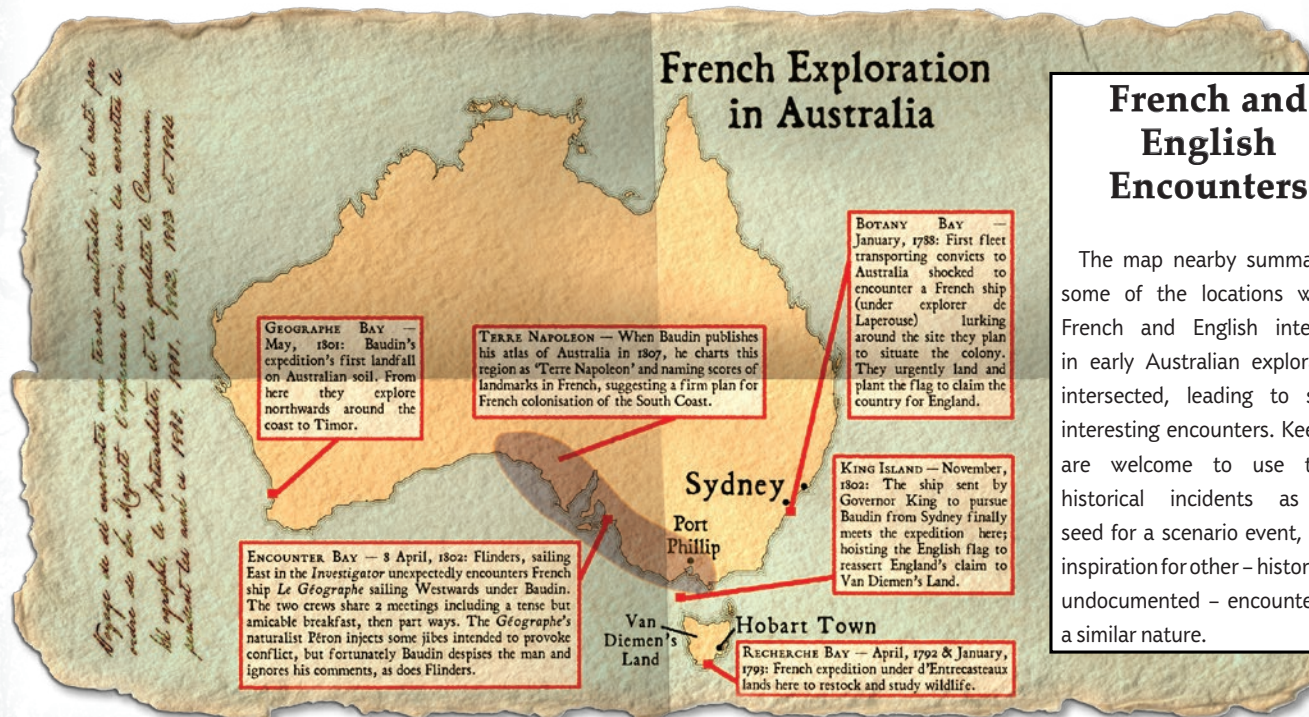 French Exploration
in Australia
GEOGRAPHE BAY —
May, 1801: Baudin's
expedition's first landfall
on Australian soil. From
here they explore
northwards around the
coast to Timor.
TERRE NAPOLEON — When Baudin publishes
his atlas of Australia in 1807, he charts this
region as 'Terre Napoleon' and naming scores of
landmarks in French, suggesting a firm plan for
French colonisation of the South Coast.
BOTANY BAY —
January, 1788: First fleet
transporting convicts to
Australia shocked to
encounter a French ship
(under explorer de
Laperouse) lurking
around the site they plan
to situate the colony.
They urgently land and
plant the flag to claim the
country for England.
KING ISLAND — November,
1802: The ship sent by
Governor King to pursue
Baudin from Sydney finally
meets the expedition here;
hoisting the English flag to
reassert England's claim to
Van Diemen's Land.
Sydney
Port
Phillip
ENCOUNTER BAY — 8 April, 1802: Flinders, sailing
East in the Investigator unexpectedly encounters French
ship Le Géographe sailing Westwards under Baudin.
The two crews share 2 meetings including a tense but
amicable breakfast, then part ways. The Géographe's
naturalist Péron injects some jibes intended to provoke
conflict, but fortunately Baudin despises the man and
ignores his comments, as does Flinders.
Van
Diemen's
Land
Hobart Town
RECHERCHE BAY — April, 1792 & January,
1793: French expedition under d'Entrecasteaux
lands here to restock and study wildlife.
Voyage de découvertes aux terres australes :
le Naturaliste, et la goélette le Casuarina,
French and
English
Encounters
The map nearby summa
some of the locations w
French and English inte
in early Australian explor
intersected, leading to s
interesting encounters. Kee
are welcome to use t
historical incidents as
seed for a scenario event,
inspiration for other – histor
undocumented – encounte
a similar nature.